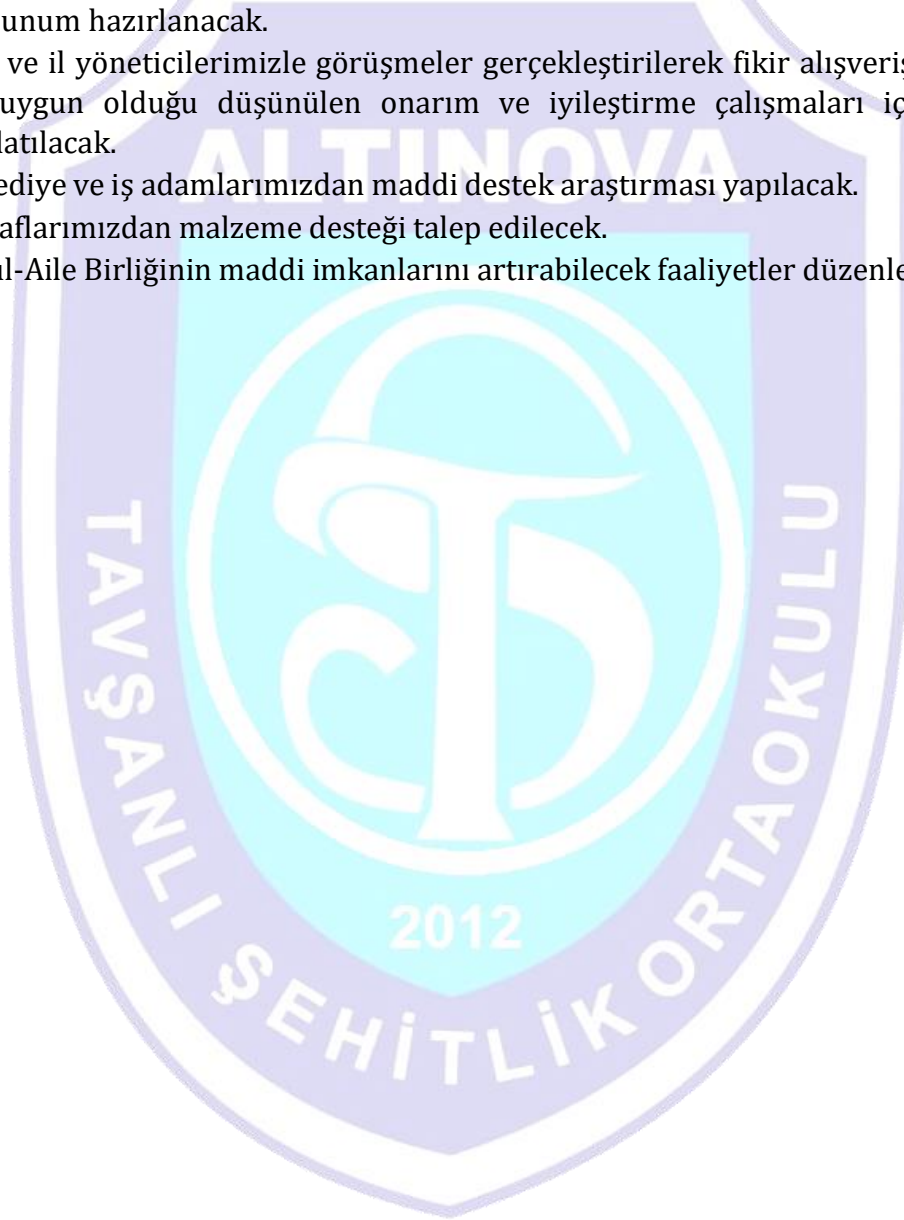 unum hazırlanacak.
ve il yöneticilerimizle görüşmeler gerçekleştirilerek fikir alışveriş
uygun olduğu düşünülen onarım ve iyileştirme çalışmaları iç
latılacak.
ediye ve iş adamlarımızdan maddi destek araştırması yapılacak.
aflarımızdan malzeme desteği talep edilecek.
ul-Aile Birliğinin maddi imkanlarını artırabilecek faaliyetler düzenle
ALTINOVA
2012
TAVŞANLI ŞEHİTLİK ORTAOKULU